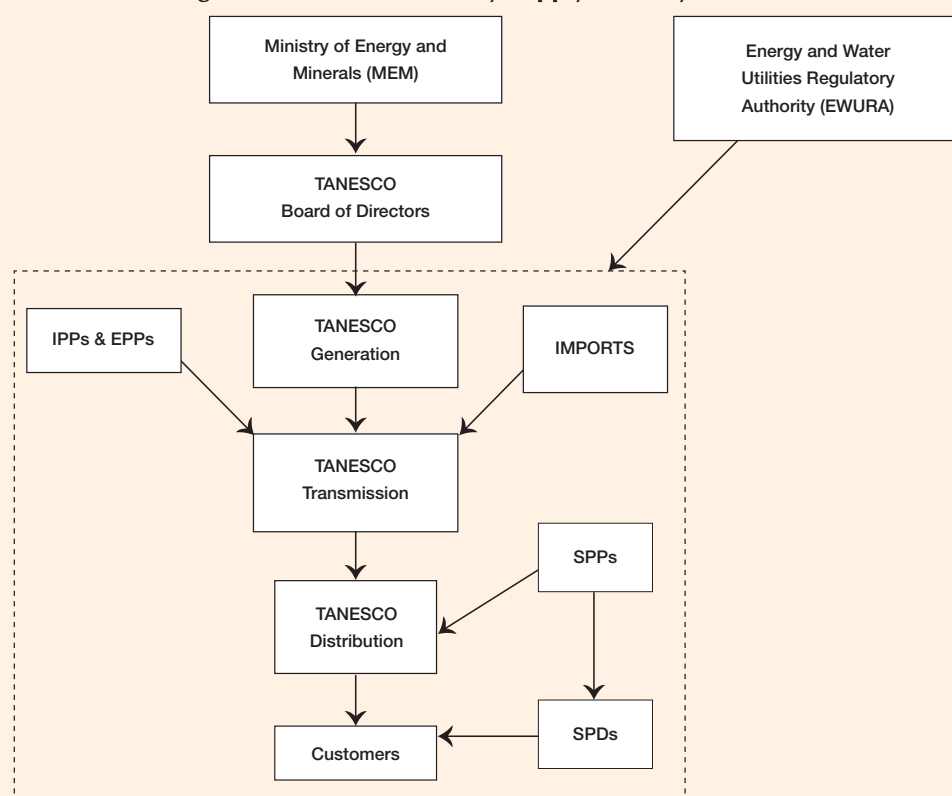 Ministry of Energy and
Minerals (MEM)
Energy and Water
Utilities Regulatory
Authority (EWURA)
TANESCO
Board of Directors
IPPs & EPPs
TANESCO
Generation
IMPORTS
TANESCO
Transmission
SPPs
TANESCO
Distribution
Customers
SPDs